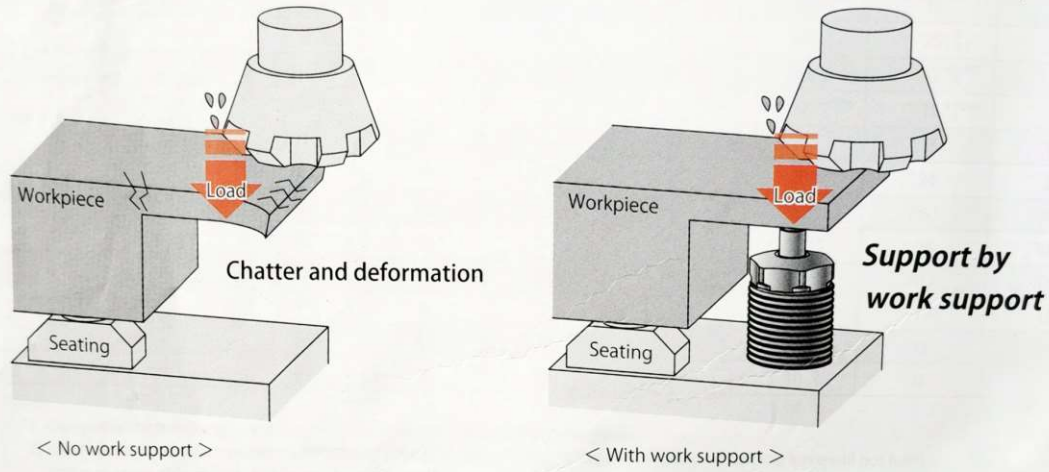 Load
Workpiece
Chatter and deformation
Seating
< No work support >
Load
Workpiece
Support by
work support
Seating
< With work support >